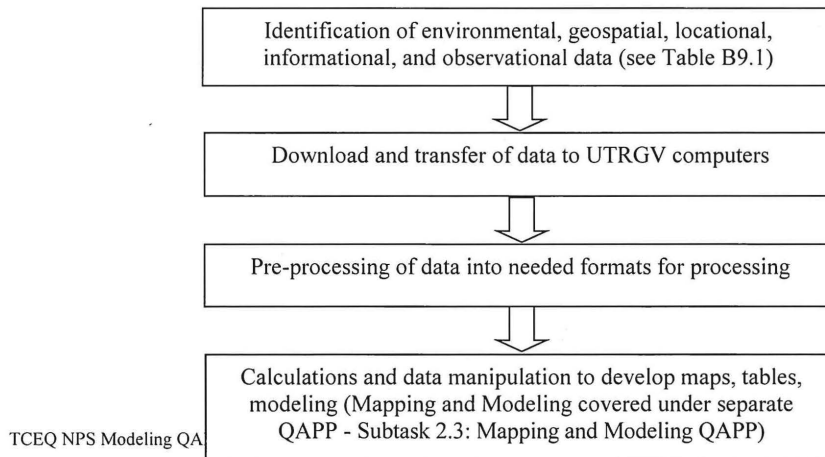 Identification of environmental, geospatial, locational,
informational, and observational data (see Table B9.1)
Download and transfer of data to UTRGV computers
Pre-processing of data into needed formats for processing
Calculations and data manipulation to develop maps, tables,
modeling (Mapping and Modeling covered under separate
QAPP - Subtask 2.3: Mapping and Modeling QAPP)
TCEQ NPS Modeling QA